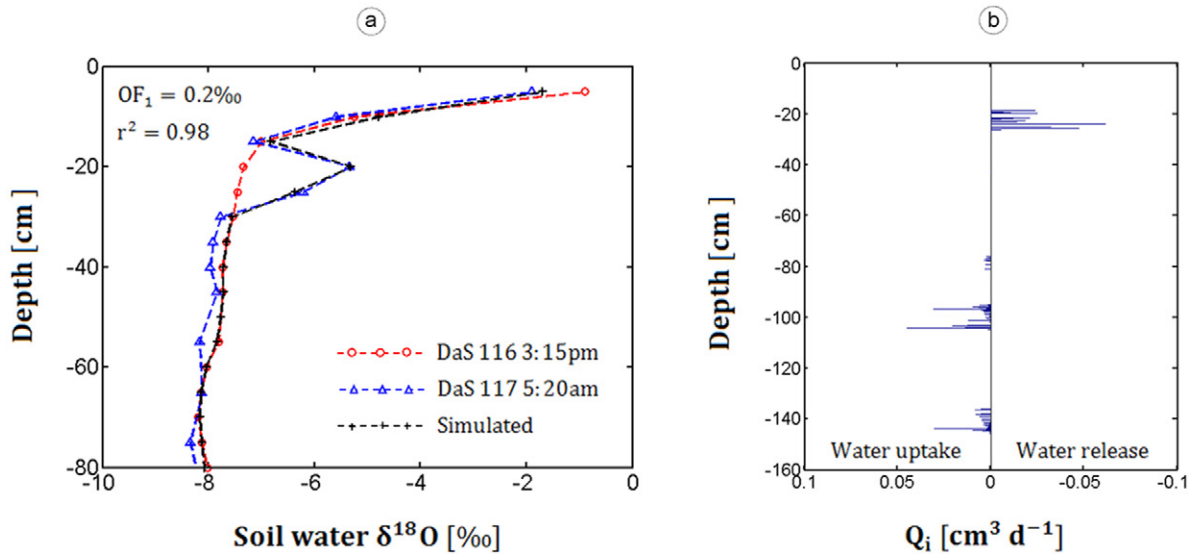 a
b
0
-20
-40
-60
-80
Depth [cm]
OF₁ = 0.2‰
r² = 0.98
DaS 116 3:15pm
DaS 117 5:20am
Simulated
-10
-8
-6
-4
-2
0
Soil water δ¹⁸O [‰]
0
-20
-40
-60
-80
-100
-120
-140
-160
Depth [cm]
Water uptake
Water release
0.1
0.05
0
-0.05
-0.1
Qᵢ [cm³ d⁻¹]